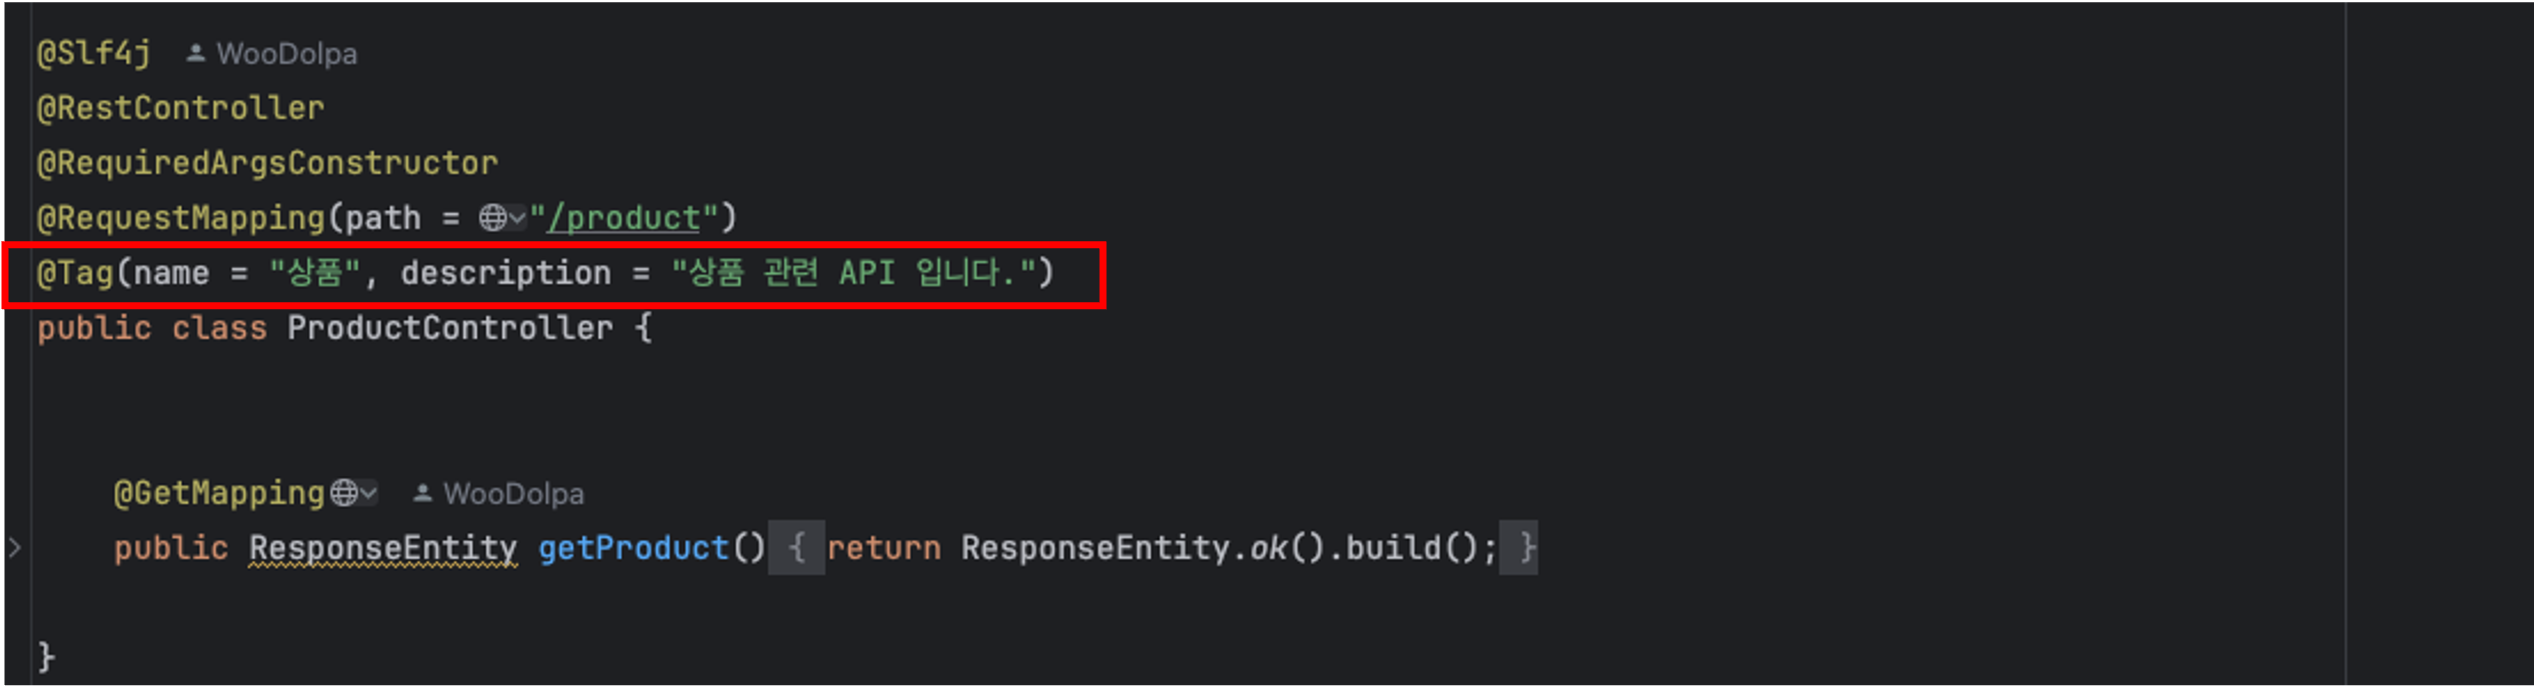 @Slf4j WooDolpa
@RestController
@RequiredArgsConstructor
@RequestMapping(path = "/product")
@Tag(name = "상품", description = "상품 관련 API 입니다.")
public class ProductController {
@GetMapping WooDolpa
public ResponseEntity getProduct() { return ResponseEntity.ok().build(); }
}